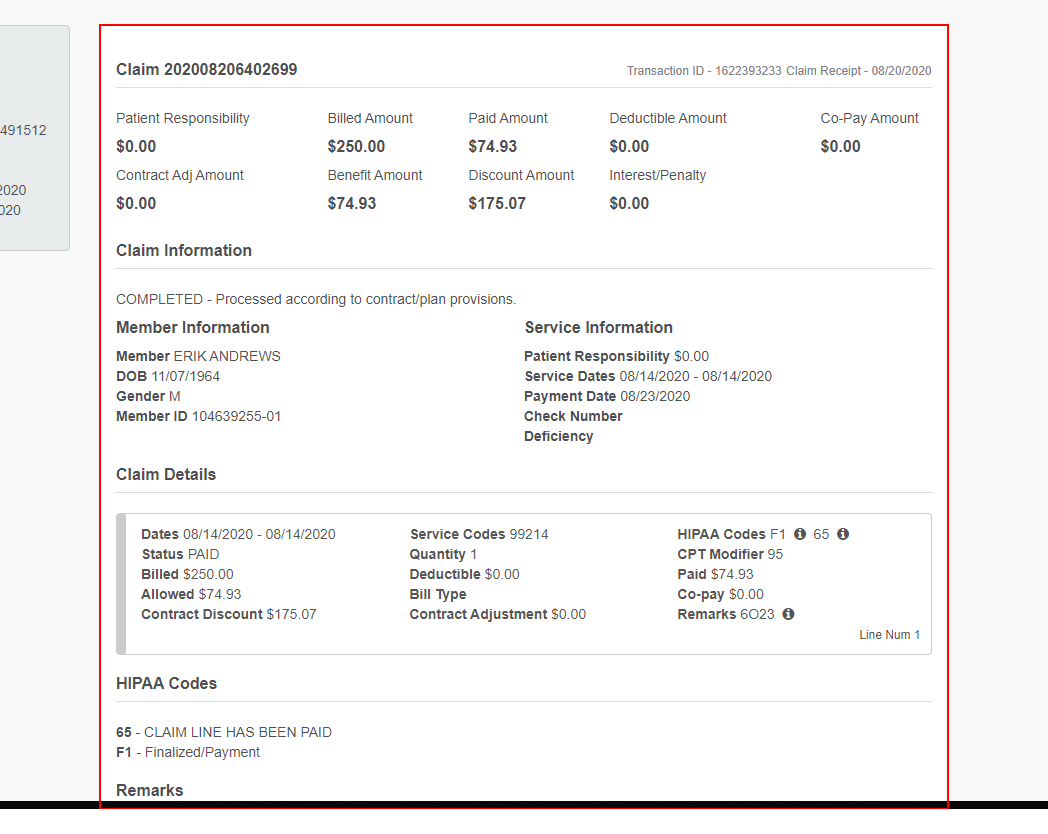 491512
2020
020
Claim 202008206402699
Transaction ID - 1622393233 Claim Receipt - 08/20/2020
Patient Responsibility Billed Amount Paid Amount Deductible Amount Co-Pay Amount
$0.00 $250.00 $74.93 $0.00 $0.00
Contract Adj Amount Benefit Amount Discount Amount Interest/Penalty
$0.00 $74.93 $175.07 $0.00
Claim Information
COMPLETED - Processed according to contract/plan provisions.
Member Information
Member ERIK ANDREWS
DOB 11/07/1964
Gender M
Member ID 104639255-01
Service Information
Patient Responsibility $0.00
Service Dates 08/14/2020 - 08/14/2020
Payment Date 08/23/2020
Check Number
Deficiency
Claim Details
Dates 08/14/2020 - 08/14/2020
Status PAID
Billed $250.00
Allowed $74.93
Contract Discount $175.07
Service Codes 99214
Quantity 1
Deductible $0.00
Bill Type
Contract Adjustment $0.00
HIPAA Codes F1 65
CPT Modifier 95
Paid $74.93
Co-pay $0.00
Remarks 6O23
Line Num 1
HIPAA Codes
65 - CLAIM LINE HAS BEEN PAID
F1 - Finalized/Payment
Remarks